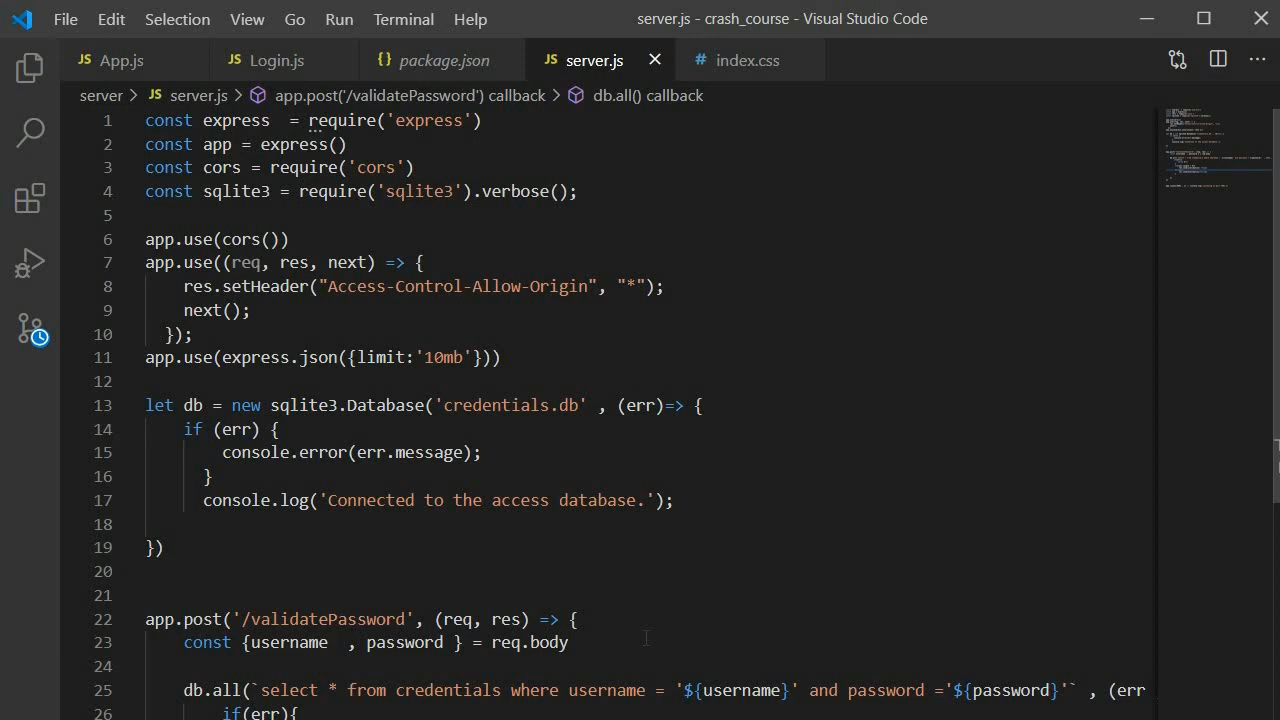 File Edit Selection View Go Run Terminal Help server.js - crash_course - Visual Studio Code
JS App.js JS Login.js {} package.json JS server.js # index.css
server > JS server.js > app.post('/validatePassword') callback > db.all() callback
1 const express  = require('express')
2 const app = express()
3 const cors = require('cors')
4 const sqlite3 = require('sqlite3').verbose();
5
6 app.use(cors())
7 app.use((req, res, next) => {
8     res.setHeader("Access-Control-Allow-Origin", "*");
9     next();
10   });
11 app.use(express.json({limit:'10mb'}))
12
13 let db = new sqlite3.Database('credentials.db' , (err)=> {
14     if (err) {
15         console.error(err.message);
16       }
17       console.log('Connected to the access database.');
18
19 })
20
21
22 app.post('/validatePassword', (req, res) => {
23     const {username  , password } = req.body
24
25     db.all(`select * from credentials where username = '${username}' and password ='${password}'` , (err
26         if(err){